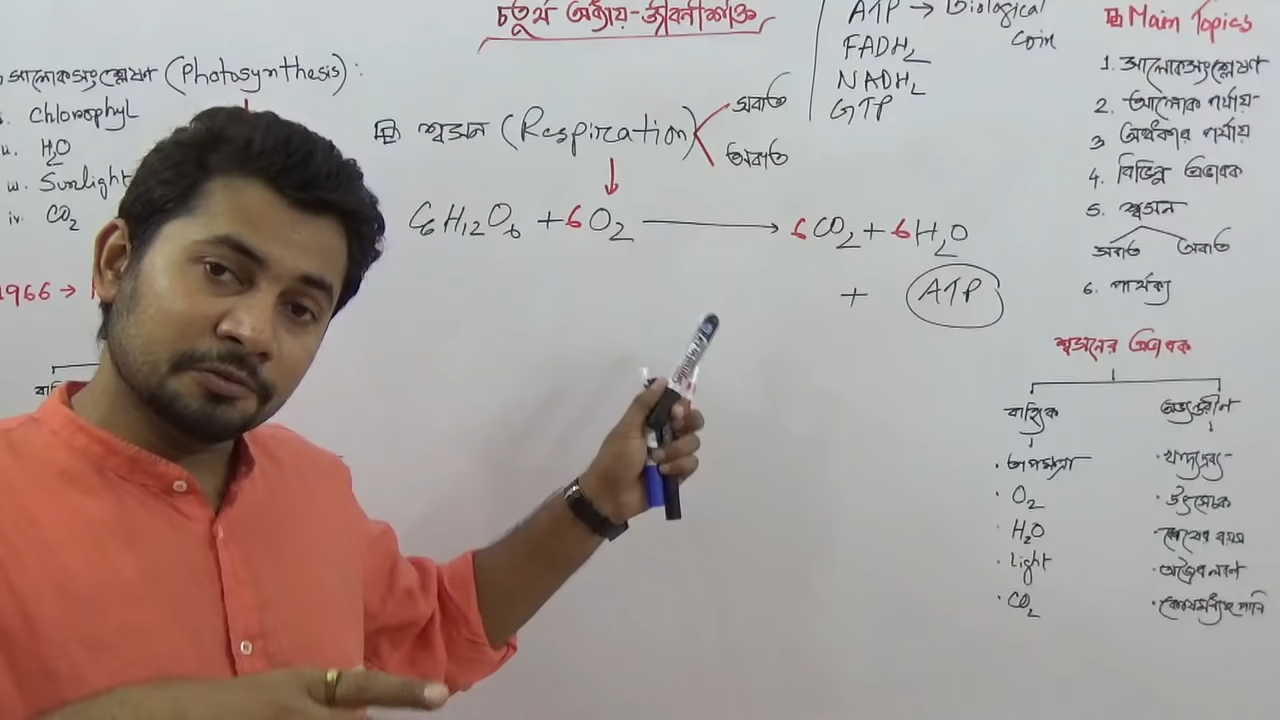 চতুর্থ অধ্যায়-জীবনীশক্তি
আলোকসংশ্লেষণ (Photosynthesis):
Chlorophyl
H₂O
Sunlight
iv. CO₂
1966 →
শ্বসন (Respiration)
সবাত
অবাত
C₆H₁₂O₆ + 6O₂ ⟶ 6CO₂ + 6H₂O
+ ATP
ATP → Biological
Coin
FADH₂
NADH₂
GTP
Main Topics
1. আলোকসংশ্লেষণ
2. আলোক পর্যায়
3 অন্ধকার পর্যায়
4. বিভিন্ন প্রভাবক
5. শ্বসন
সবাত অবাত
6. পার্থক্য
শ্বসনের প্রভাবক
বাহ্যিক
· তাপমাত্রা
· O₂
· H₂O
· Light
· CO₂
অভ্যন্তরীণ
· খাদ্যদ্রব্য
· উৎসেচক
· কোষের বয়স
· অজৈব লবণ
· কোষমধ্যস্থ পানি